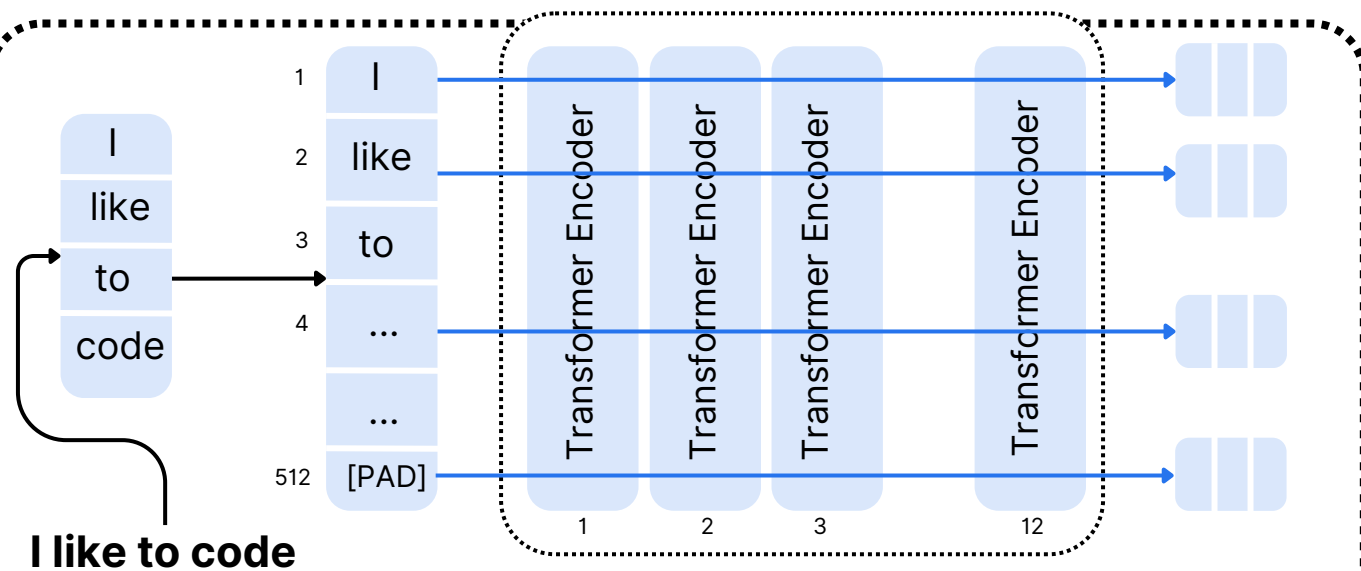 I
like
to
code
I like to code
1 I
2 like
3 to
4 ...
...
512 [PAD]
Transformer Encoder
Transformer Encoder
Transformer Encoder
Transformer Encoder
1 2 3 12